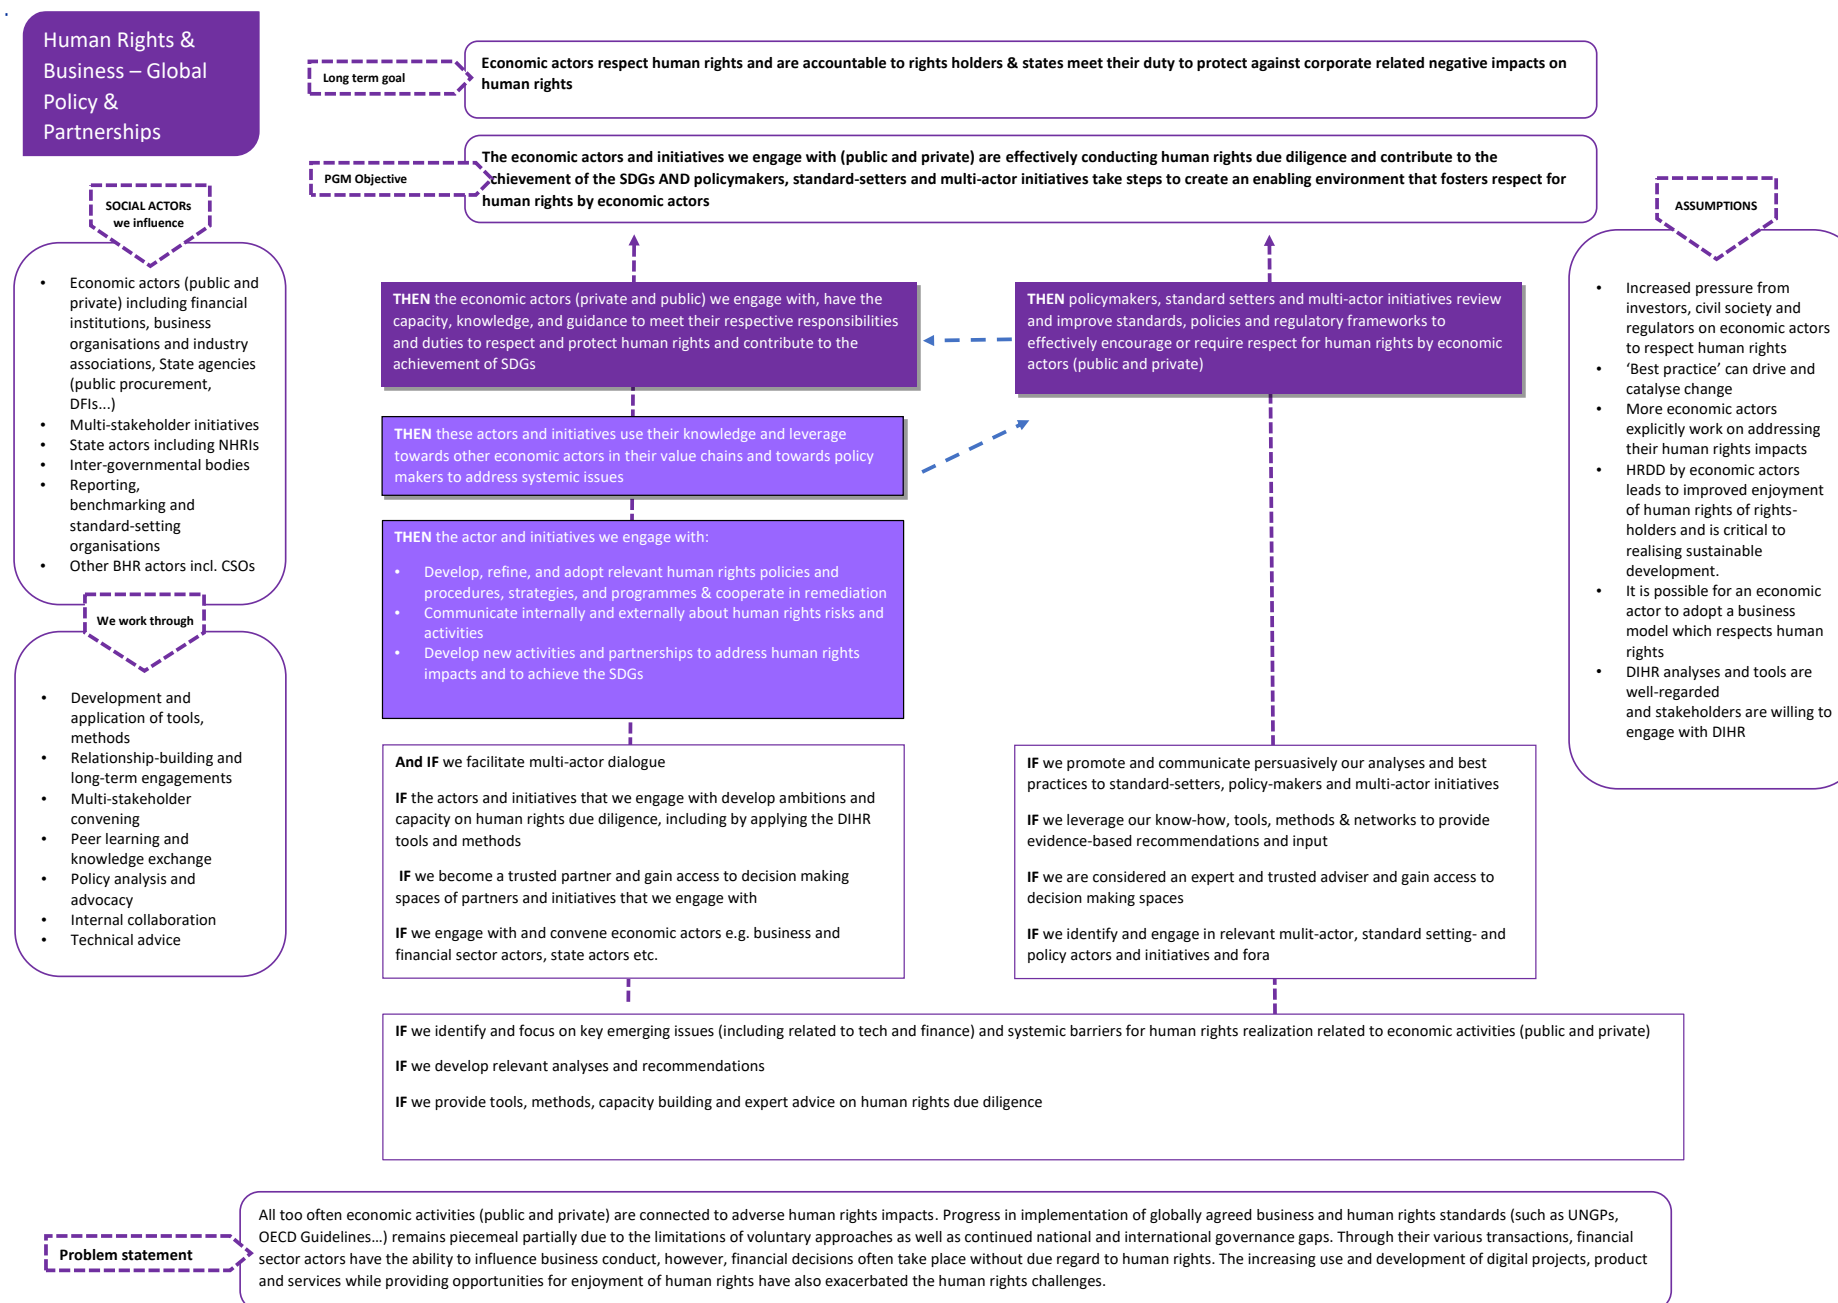 Human Rights &
Business – Global
Policy &
Partnerships
Long term goal
Economic actors respect human rights and are accountable to rights holders & states meet their duty to protect against corporate related negative impacts on
human rights
PGM Objective
The economic actors and initiatives we engage with (public and private) are effectively conducting human rights due diligence and contribute to the
achievement of the SDGs AND policymakers, standard-setters and multi-actor initiatives take steps to create an enabling environment that fosters respect for
human rights by economic actors
SOCIAL ACTORs
we influence
• Economic actors (public and
private) including financial
institutions, business
organisations and industry
associations, State agencies
(public procurement,
DFIs...)
• Multi-stakeholder initiatives
• State actors including NHRIs
• Inter-governmental bodies
• Reporting,
benchmarking and
standard-setting
organisations
• Other BHR actors incl. CSOs
We work through
• Development and
application of tools,
methods
• Relationship-building and
long-term engagements
• Multi-stakeholder
convening
• Peer learning and
knowledge exchange
• Policy analysis and
advocacy
• Internal collaboration
• Technical advice
THEN the economic actors (private and public) we engage with, have the
capacity, knowledge, and guidance to meet their respective responsibilities
and duties to respect and protect human rights and contribute to the
achievement of SDGs
THEN these actors and initiatives use their knowledge and leverage
towards other economic actors in their value chains and towards policy
makers to address systemic issues
THEN the actor and initiatives we engage with:
• Develop, refine, and adopt relevant human rights policies and
procedures, strategies, and programmes & cooperate in remediation
• Communicate internally and externally about human rights risks and
activities
• Develop new activities and partnerships to address human rights
impacts and to achieve the SDGs
And IF we facilitate multi-actor dialogue
IF the actors and initiatives that we engage with develop ambitions and
capacity on human rights due diligence, including by applying the DIHR
tools and methods
IF we become a trusted partner and gain access to decision making
spaces of partners and initiatives that we engage with
IF we engage with and convene economic actors e.g. business and
financial sector actors, state actors etc.
THEN policymakers, standard setters and multi-actor initiatives review
and improve standards, policies and regulatory frameworks to
effectively encourage or require respect for human rights by economic
actors (public and private)
IF we promote and communicate persuasively our analyses and best
practices to standard-setters, policy-makers and multi-actor initiatives
IF we leverage our know-how, tools, methods & networks to provide
evidence-based recommendations and input
IF we are considered an expert and trusted adviser and gain access to
decision making spaces
IF we identify and engage in relevant mulit-actor, standard setting- and
policy actors and initiatives and fora
ASSUMPTIONS
• Increased pressure from
investors, civil society and
regulators on economic actors
to respect human rights
• ‘Best practice’ can drive and
catalyse change
• More economic actors
explicitly work on addressing
their human rights impacts
• HRDD by economic actors
leads to improved enjoyment
of human rights of rights-
holders and is critical to
realising sustainable
development.
• It is possible for an economic
actor to adopt a business
model which respects human
rights
• DIHR analyses and tools are
well-regarded
and stakeholders are willing to
engage with DIHR
IF we identify and focus on key emerging issues (including related to tech and finance) and systemic barriers for human rights realization related to economic activities (public and private)
IF we develop relevant analyses and recommendations
IF we provide tools, methods, capacity building and expert advice on human rights due diligence
Problem statement
All too often economic activities (public and private) are connected to adverse human rights impacts. Progress in implementation of globally agreed business and human rights standards (such as UNGPs,
OECD Guidelines...) remains piecemeal partially due to the limitations of voluntary approaches as well as continued national and international governance gaps. Through their various transactions, financial
sector actors have the ability to influence business conduct, however, financial decisions often take place without due regard to human rights. The increasing use and development of digital projects, product
and services while providing opportunities for enjoyment of human rights have also exacerbated the human rights challenges.